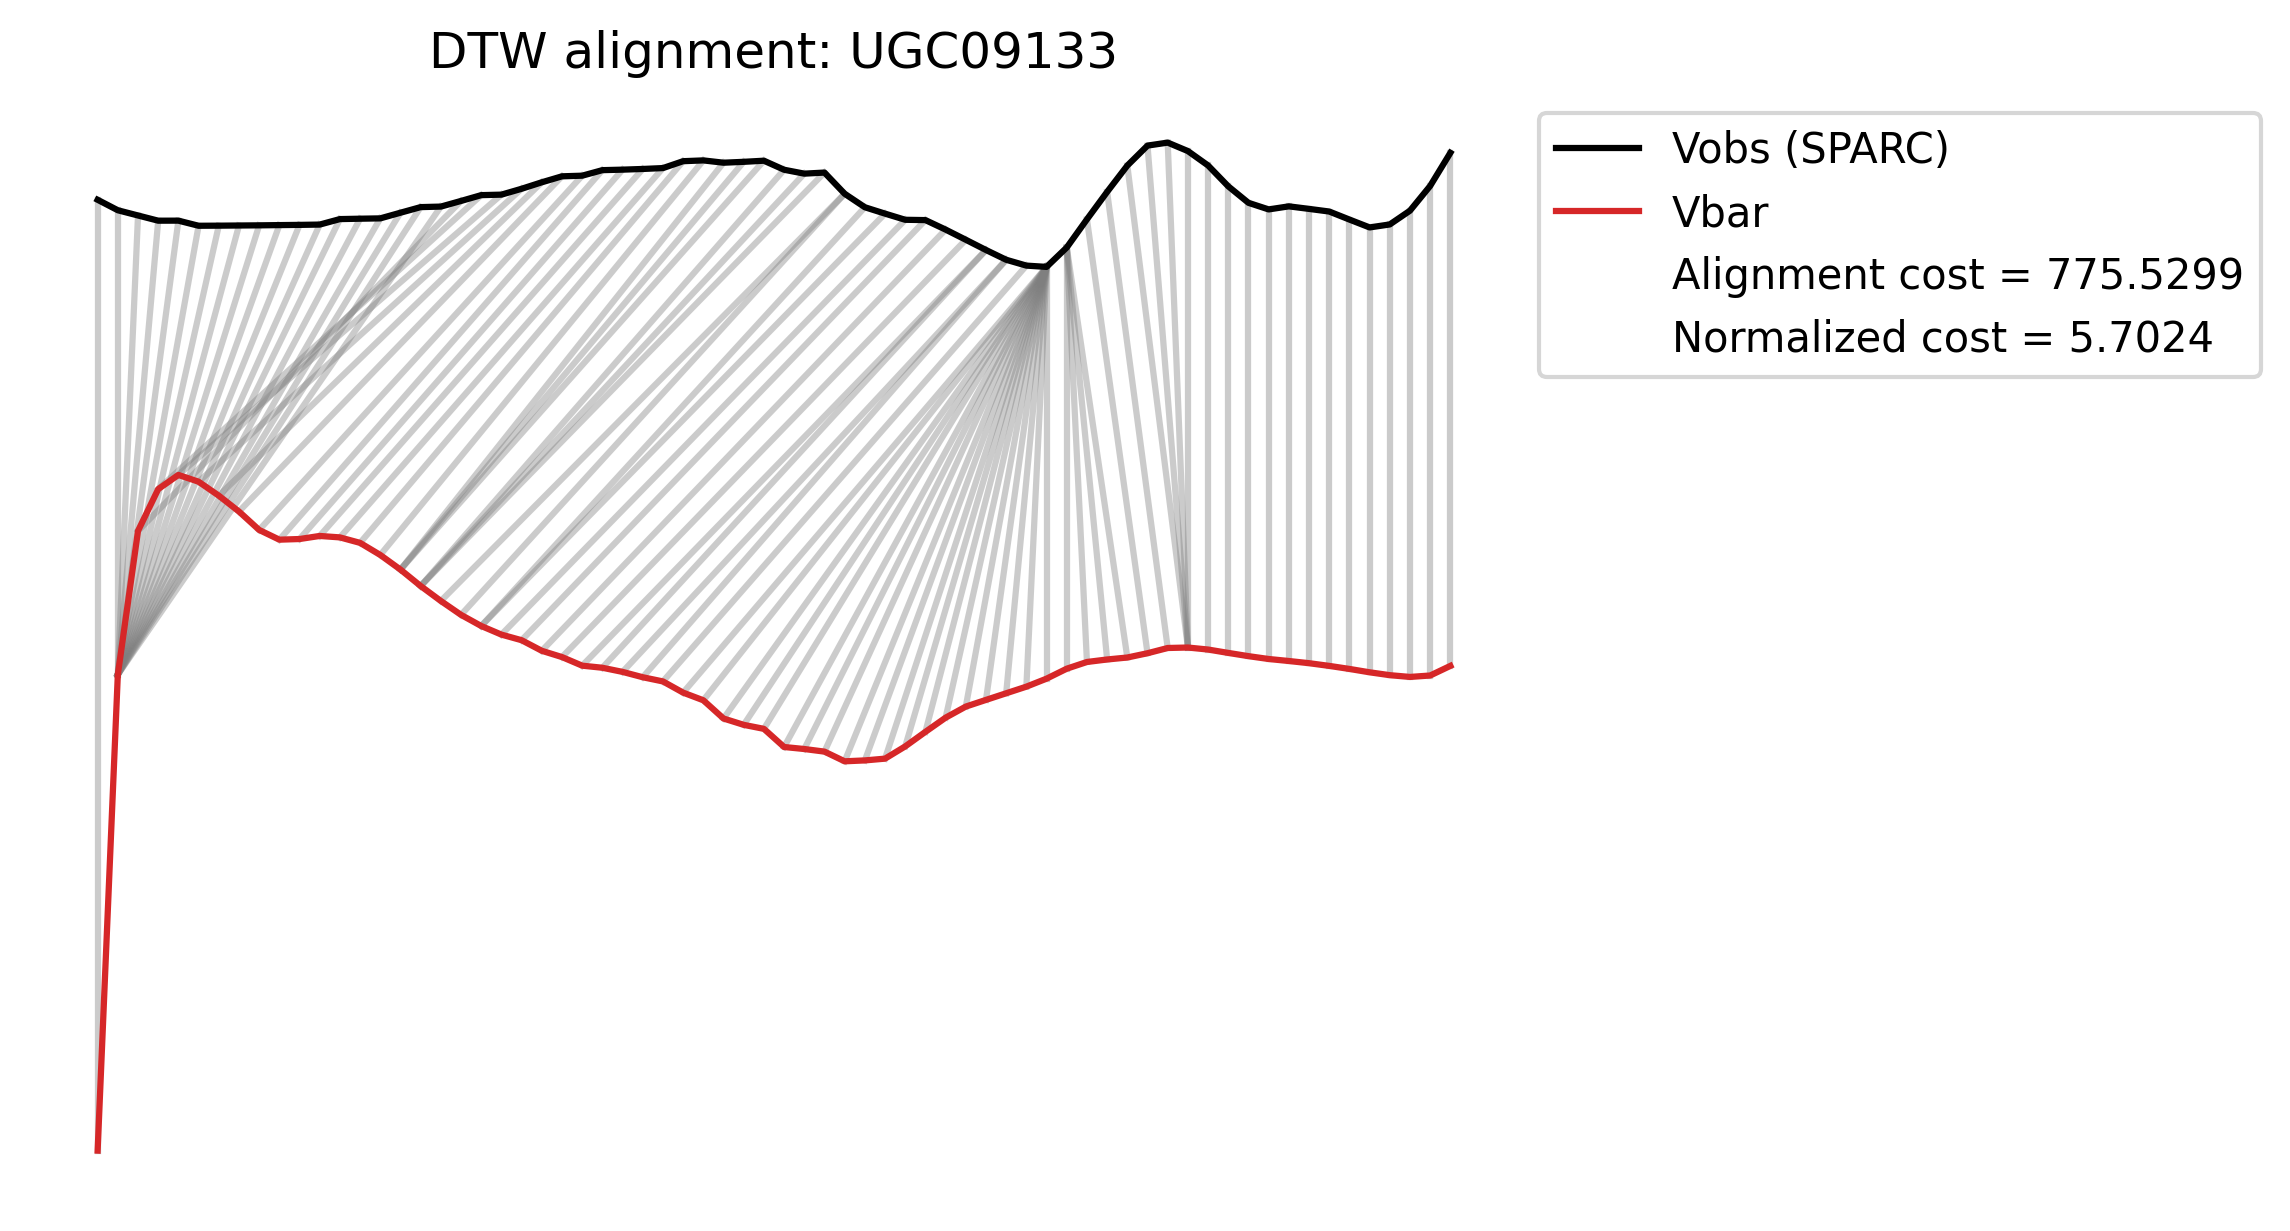 DTW alignment: UGC09133
Vobs (SPARC)
Vbar
Alignment cost = 775.5299
Normalized cost = 5.7024